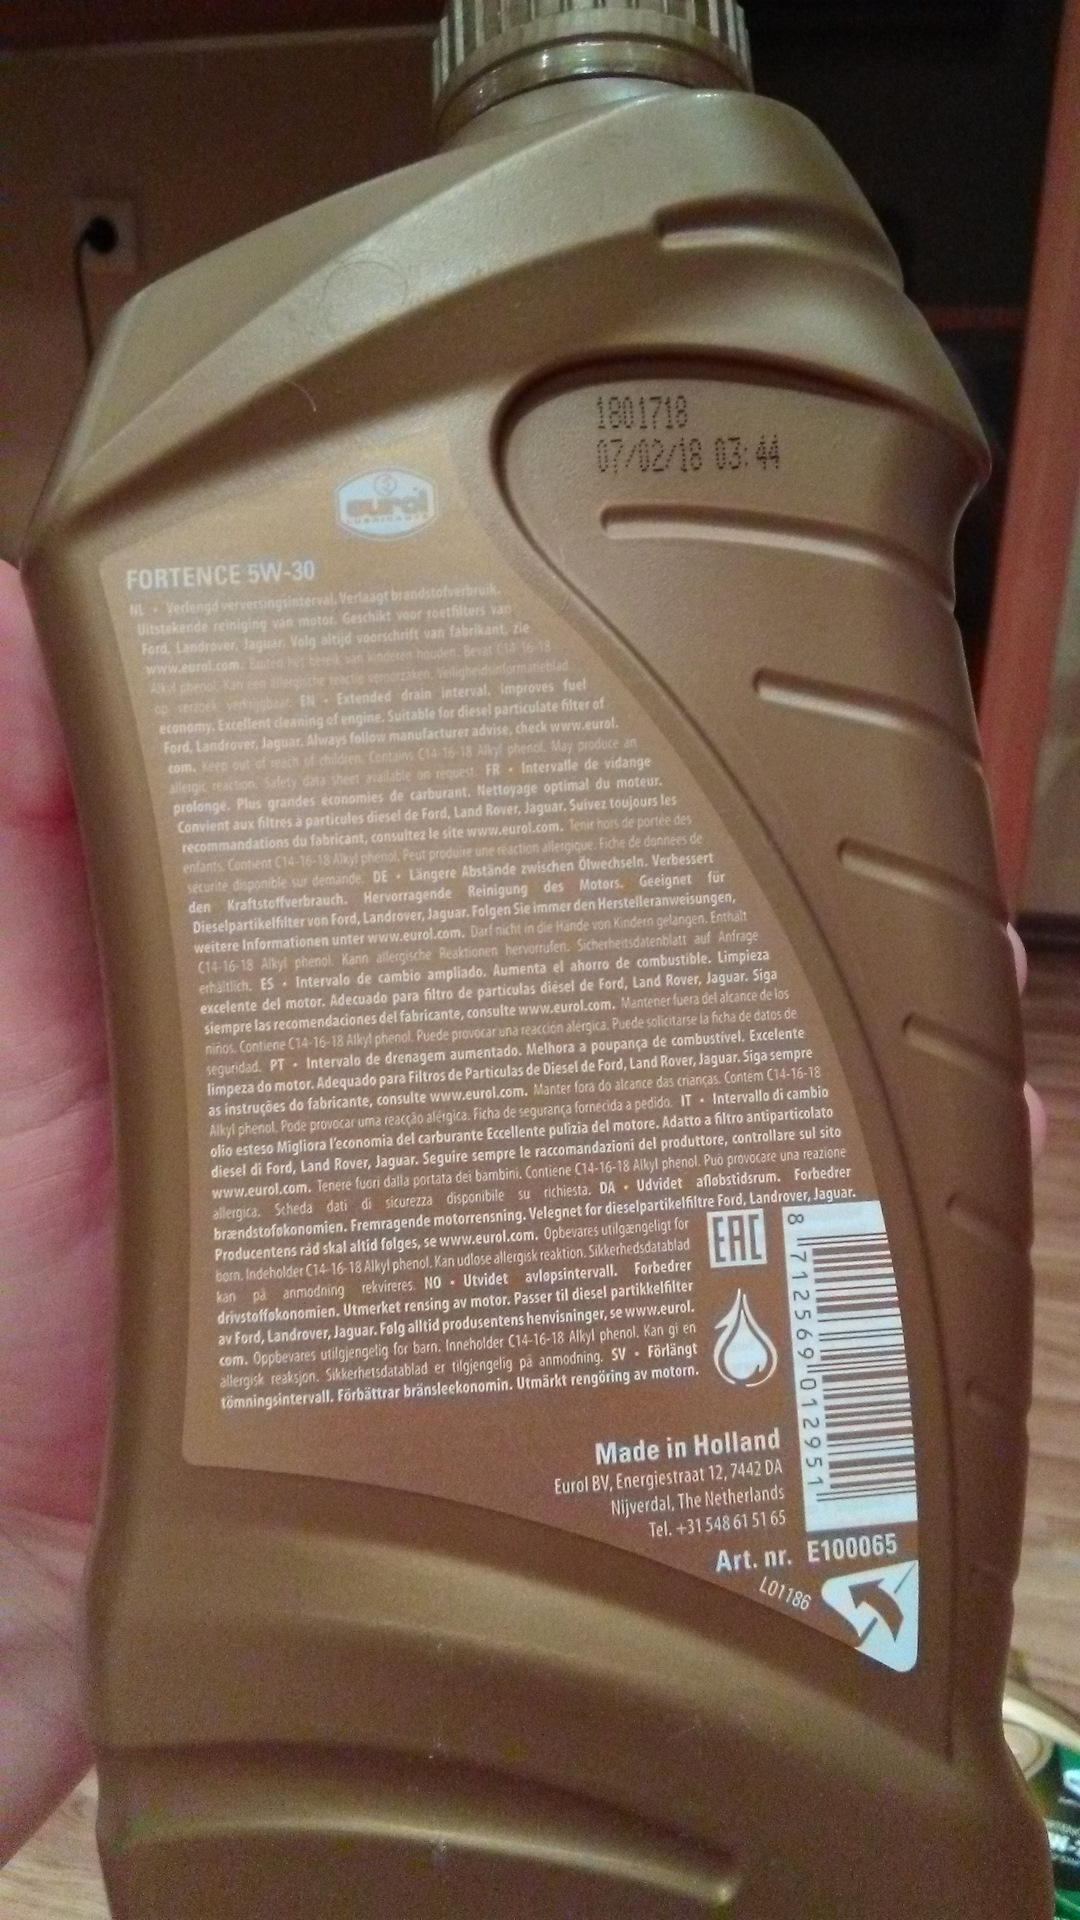 1801718
07/02/18 03:44
eurol
LUBRICANTS
FORTENCE 5W-30
NL • Verlengd verversingsinterval. Verlaagt brandstofverbruik.
Uitstekende reiniging van motor. Geschikt voor roetfilters van
Ford, Landrover, Jaguar. Volg altijd voorschrift van fabrikant, zie
www.eurol.com. Buiten het bereik van kinderen houden. Bevat C14-16-18
Alkyl phenol. Kan een allergische reactie veroorzaken. Veiligheidsinformatieblad
op verzoek verkrijgbaar. EN • Extended drain interval. Improves fuel
economy. Excellent cleaning of engine. Suitable for diesel particulate filter of
Ford, Landrover, Jaguar. Always follow manufacturer advise, check www.eurol.
com. Keep out of reach of children. Contains C14-16-18 Alkyl phenol. May produce an
allergic reaction. Safety data sheet available on request. FR • Intervalle de vidange
prolongé. Plus grandes économies de carburant. Nettoyage optimal du moteur.
Convient aux filtres à particules diesel de Ford, Land Rover, Jaguar. Suivez toujours les
recommandations du fabricant, consultez le site www.eurol.com. Tenir hors de portée des
enfants. Contient C14-16-18 Alkyl phenol. Peut produire une réaction allergique. Fiche de données de
sécurité disponible sur demande. DE • Längere Abstände zwischen Ölwechseln. Verbessert
den Kraftstoffverbrauch. Hervorragende Reinigung des Motors. Geeignet für
Dieselpartikelfilter von Ford, Landrover, Jaguar. Folgen Sie immer den Herstelleranweisungen,
weitere Informationen unter www.eurol.com. Darf nicht in die Hände von Kindern gelangen. Enthält
C14-16-18 Alkyl phenol. Kann allergische Reaktionen hervorrufen. Sicherheitsdatenblatt auf Anfrage
erhältlich. ES • Intervalo de cambio ampliado. Aumenta el ahorro de combustible. Limpieza
excelente del motor. Adecuado para filtro de partículas diésel de Ford, Land Rover, Jaguar. Siga
siempre las recomendaciones del fabricante, consulte www.eurol.com. Mantener fuera del alcance de los
niños. Contiene C14-16-18 Alkyl phenol. Puede provocar una reacción alérgica. Puede solicitarse la ficha de datos de
seguridad. PT • Intervalo de drenagem aumentado. Melhora a poupança de combustível. Excelente
limpeza do motor. Adequado para Filtros de Partículas de Diesel de Ford, Land Rover, Jaguar. Siga sempre
as instruções do fabricante, consulte www.eurol.com. Manter fora do alcance das crianças. Contém C14-16-18
Alkyl phenol. Pode provocar uma reacção alérgica. Ficha de segurança fornecida a pedido. IT • Intervallo di cambio
olio esteso Migliora l'economia del carburante Eccellente pulizia del motore. Adatto a filtro antiparticolato
diesel di Ford, Land Rover, Jaguar. Seguire sempre le raccomandazioni del produttore, controllare sul sito
www.eurol.com. Tenere fuori dalla portata dei bambini. Contiene C14-16-18 Alkyl phenol. Può provocare una reazione
allergica. Scheda dati di sicurezza disponibile su richiesta. DA • Udvidet afløbstidsrum. Forbedrer
brændstoføkonomien. Fremragende motorrensning. Velegnet for dieselpartikelfiltre Ford, Landrover, Jaguar.
Producentens råd skal altid følges, se www.eurol.com. Opbevares utilgængeligt for
børn. Indeholder C14-16-18 Alkyl phenol. Kan udløse allergisk reaktion. Sikkerhedsdatablad
kan på anmodning rekvireres. NO • Utvidet avløpsintervall. Forbedrer
drivstofføkonomien. Utmerket rensing av motor. Passer til diesel partikkelfilter
av Ford, Landrover, Jaguar. Følg alltid produsentens henvisninger, se www.eurol.
com. Oppbevares utilgjengelig for barn. Inneholder C14-16-18 Alkyl phenol. Kan gi en
allergisk reaksjon. Sikkerhetsdatablad er tilgjengelig på anmodning. SV • Förlängt
tömningsintervall. Förbättrar bränsleekonomin. Utmärkt rengöring av motorn.
EAC
8 712569 012951
Made in Holland
Eurol BV, Energiestraat 12, 7442 DA
Nijverdal, The Netherlands
Tel. +31 548 61 51 65
Art. nr. E100065
L01186